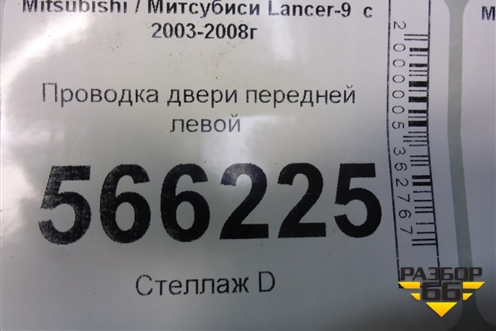 Mitsubishi / Митсубиси Lancer-9 с
2003-2008г
Проводка двери передней
левой
566225
Стеллаж D
2000005362767
РАЗБОР
66